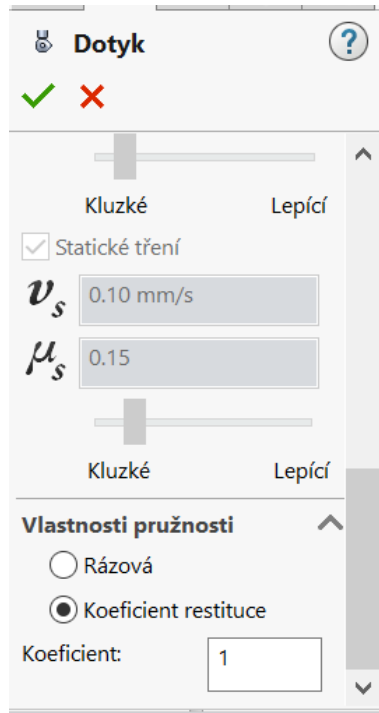 Dotyk
?
Kluzké Lepící
Statické tření
υs 0.10 mm/s
μs 0.15
Kluzké Lepící
Vlastnosti pružnosti
Rázová
Koeficient restituce
Koeficient: 1